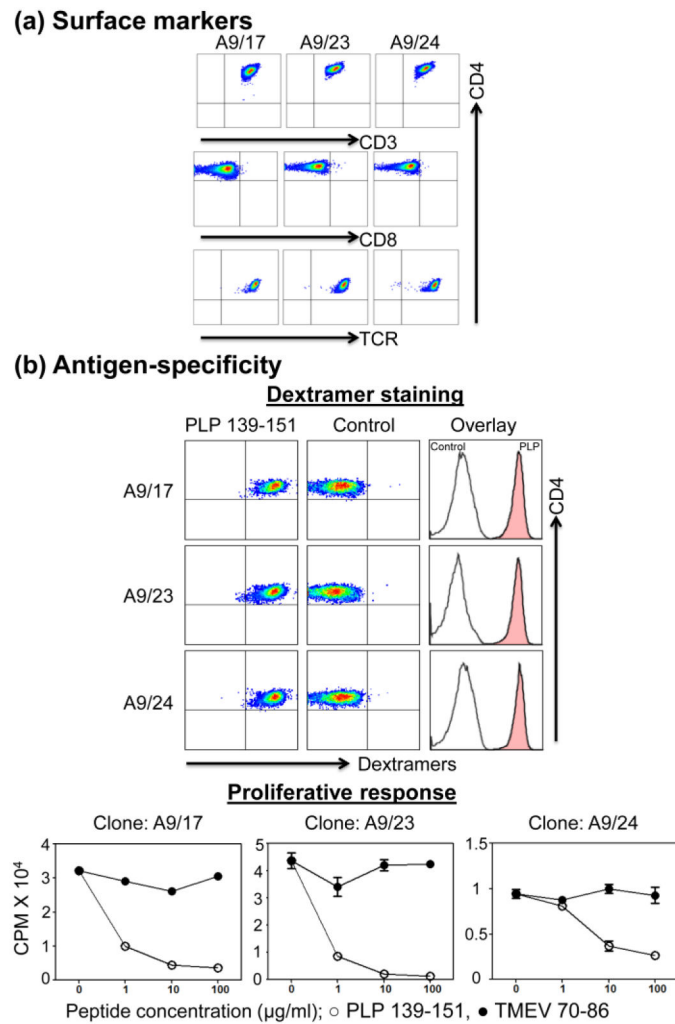 (a) Surface markers
A9/17 A9/23 A9/24
CD4
CD3
CD8
TCR
(b) Antigen-specificity
Dextramer staining
PLP 139-151 Control Overlay
Control PLP
A9/17
CD4
A9/23
A9/24
Dextramers
Proliferative response
Clone: A9/17 Clone: A9/23 Clone: A9/24
CPM X 10⁴
4 3 2 1 0
5 4 3 2 1 0
1.5 1 0.5 0
0 1 10 100 0 1 10 100 0 1 10 100
Peptide concentration (µg/ml); ○ PLP 139-151, ● TMEV 70-86